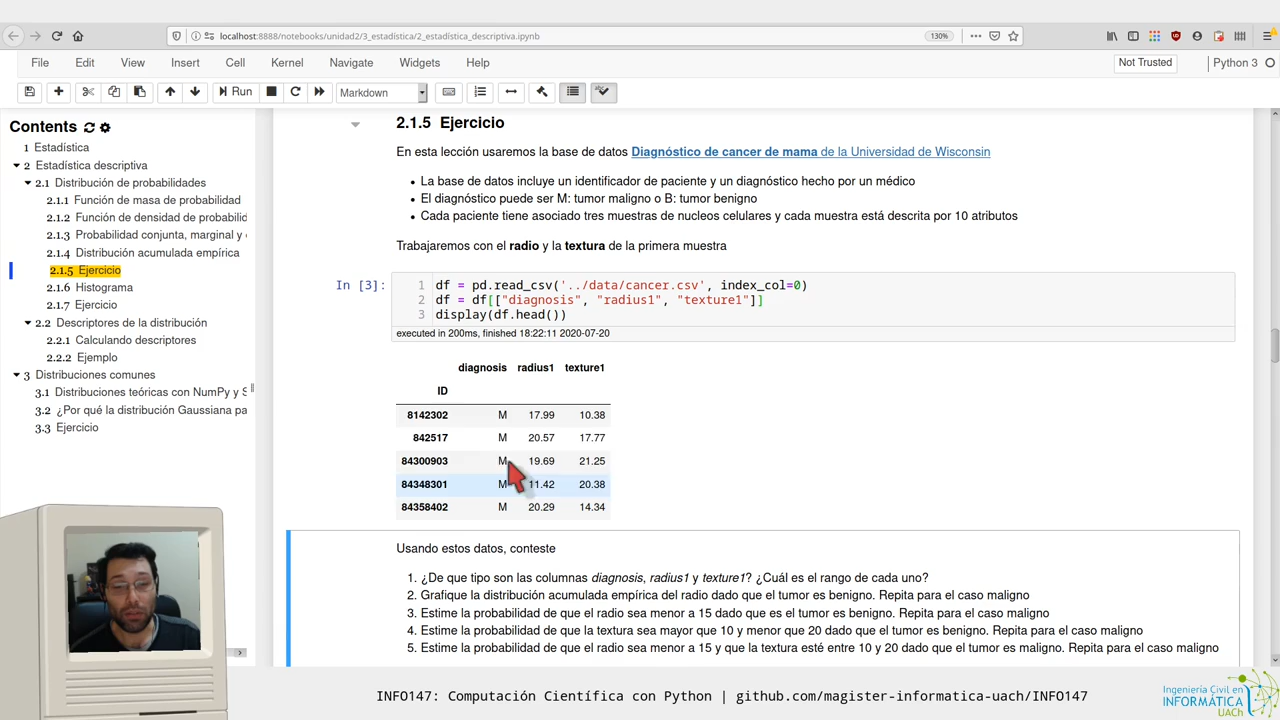 localhost:8888/notebooks/unidad2/3_estadística/2_estadística_descriptiva.ipynb
130%
File Edit View Insert Cell Kernel Navigate Widgets Help
Not Trusted
Python 3
Run
Markdown
Contents
1 Estadística
2 Estadística descriptiva
2.1 Distribución de probabilidades
2.1.1 Función de masa de probabilidad
2.1.2 Función de densidad de probabilid
2.1.3 Probabilidad conjunta, marginal y
2.1.4 Distribución acumulada empírica
2.1.5 Ejercicio
2.1.6 Histograma
2.1.7 Ejercicio
2.2 Descriptores de la distribución
2.2.1 Calculando descriptores
2.2.2 Ejemplo
3 Distribuciones comunes
3.1 Distribuciones teóricas con NumPy y S
3.2 ¿Por qué la distribución Gaussiana pa
3.3 Ejercicio
2.1.5 Ejercicio
En esta lección usaremos la base de datos Diagnóstico de cancer de mama de la Universidad de Wisconsin
• La base de datos incluye un identificador de paciente y un diagnóstico hecho por un médico
• El diagnóstico puede ser M: tumor maligno o B: tumor benigno
• Cada paciente tiene asociado tres muestras de nucleos celulares y cada muestra está descrita por 10 atributos
Trabajaremos con el radio y la textura de la primera muestra
In [3]:
1 df = pd.read_csv('../data/cancer.csv', index_col=0)
2 df = df[["diagnosis", "radius1", "texture1"]]
3 display(df.head())
executed in 200ms, finished 18:22:11 2020-07-20
diagnosis radius1 texture1
ID
8142302 M 17.99 10.38
842517 M 20.57 17.77
84300903 M 19.69 21.25
84348301 M 11.42 20.38
84358402 M 20.29 14.34
Usando estos datos, conteste
1. ¿De que tipo son las columnas diagnosis, radius1 y texture1? ¿Cuál es el rango de cada uno?
2. Grafique la distribución acumulada empírica del radio dado que el tumor es benigno. Repita para el caso maligno
3. Estime la probabilidad de que el radio sea menor a 15 dado que es el tumor es benigno. Repita para el caso maligno
4. Estime la probabilidad de que la textura sea mayor que 10 y menor que 20 dado que el tumor es benigno. Repita para el caso maligno
5. Estime la probabilidad de que el radio sea menor a 15 y que la textura esté entre 10 y 20 dado que el tumor es maligno. Repita para el caso maligno
INFO147: Computación Científica con Python | github.com/magister-informatica-uach/INFO147
Ingeniería Civil en
INFORMÁTICA
UACh